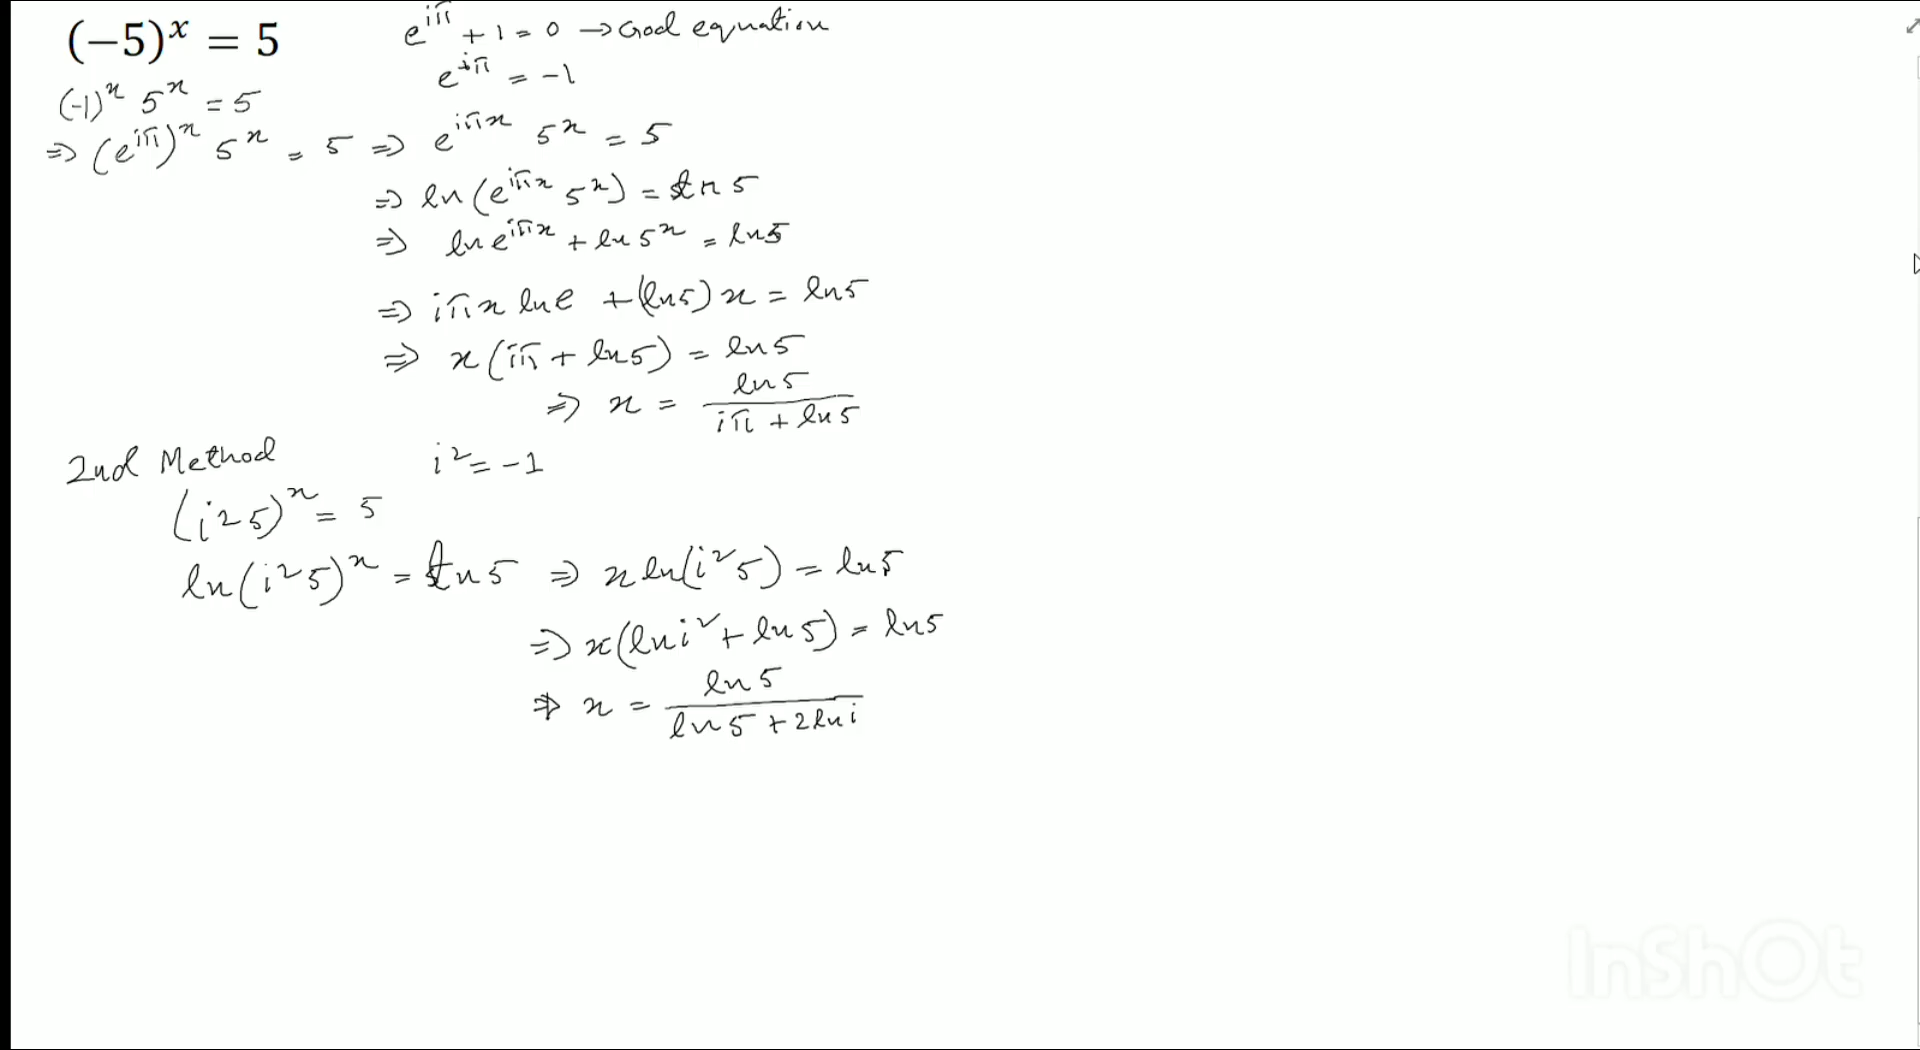 (−5)^x = 5
e^{iπ} + 1 = 0 → God equation
e^{iπ} = -1
(-1)^x 5^x = 5
⇒ (e^{iπ})^x 5^x = 5 ⇒ e^{iπx} 5^x = 5
⇒ ln(e^{iπx} 5^x) = ln 5
⇒ ln e^{iπx} + ln 5^x = ln 5
⇒ iπx ln e + (ln 5) x = ln 5
⇒ x(iπ + ln 5) = ln 5
⇒ x = \frac{ln 5}{iπ + ln 5}
2nd Method i² = -1
(i² 5)^x = 5
ln(i² 5)^x = ln 5 ⇒ x ln(i² 5) = ln 5
⇒ x(ln i² + ln 5) = ln 5
⇒ x = \frac{ln 5}{ln 5 + 2 ln i}
InShOt